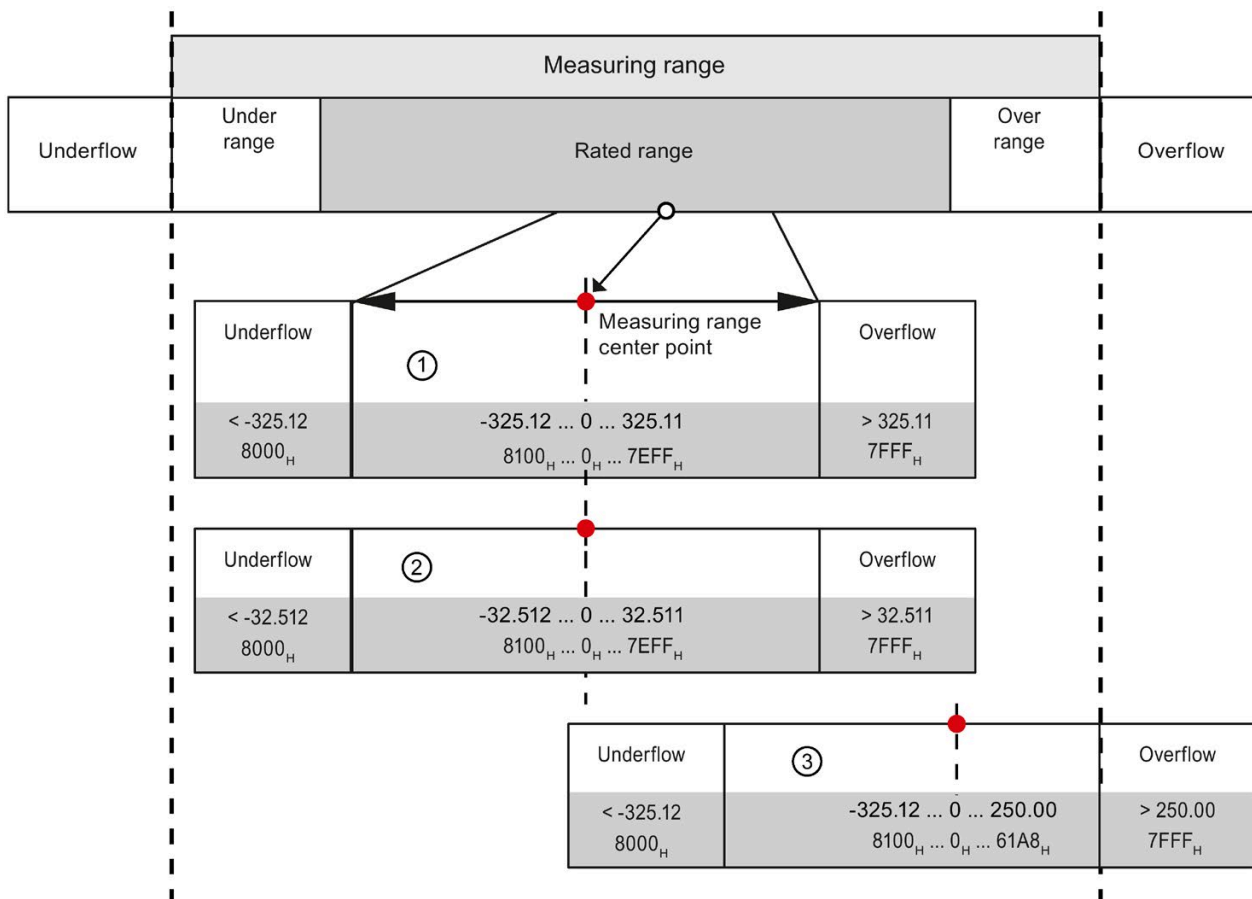 Measuring range
Underflow
Under
range
Rated range
Over
range
Overflow
Underflow
Measuring range
center point
Overflow
①
< -325.12
-325.12 ... 0 ... 325.11
> 325.11
8000H
8100H ... 0H ... 7EFFH
7FFFH
Underflow
②
Overflow
< -32.512
-32.512 ... 0 ... 32.511
> 32.511
8000H
8100H ... 0H ... 7EFFH
7FFFH
Underflow
③
Overflow
< -325.12
-325.12 ... 0 ... 250.00
> 250.00
8000H
8100H ... 0H ... 61A8H
7FFFH